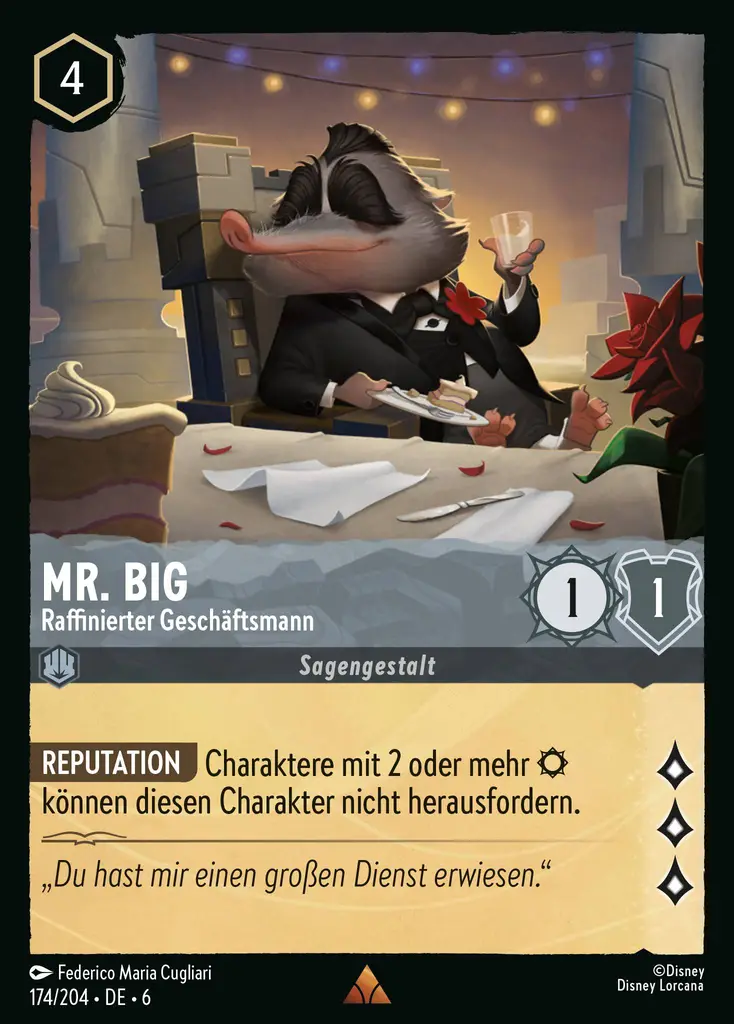 4
MR. BIG
Raffinierter Geschäftsmann
1
1
Sagengestalt
REPUTATION Charaktere mit 2 oder mehr
können diesen Charakter nicht herausfordern.
„Du hast mir einen großen Dienst erwiesen.“
Federico Maria Cugliari
174/204 • DE • 6
©Disney
Disney Lorcana